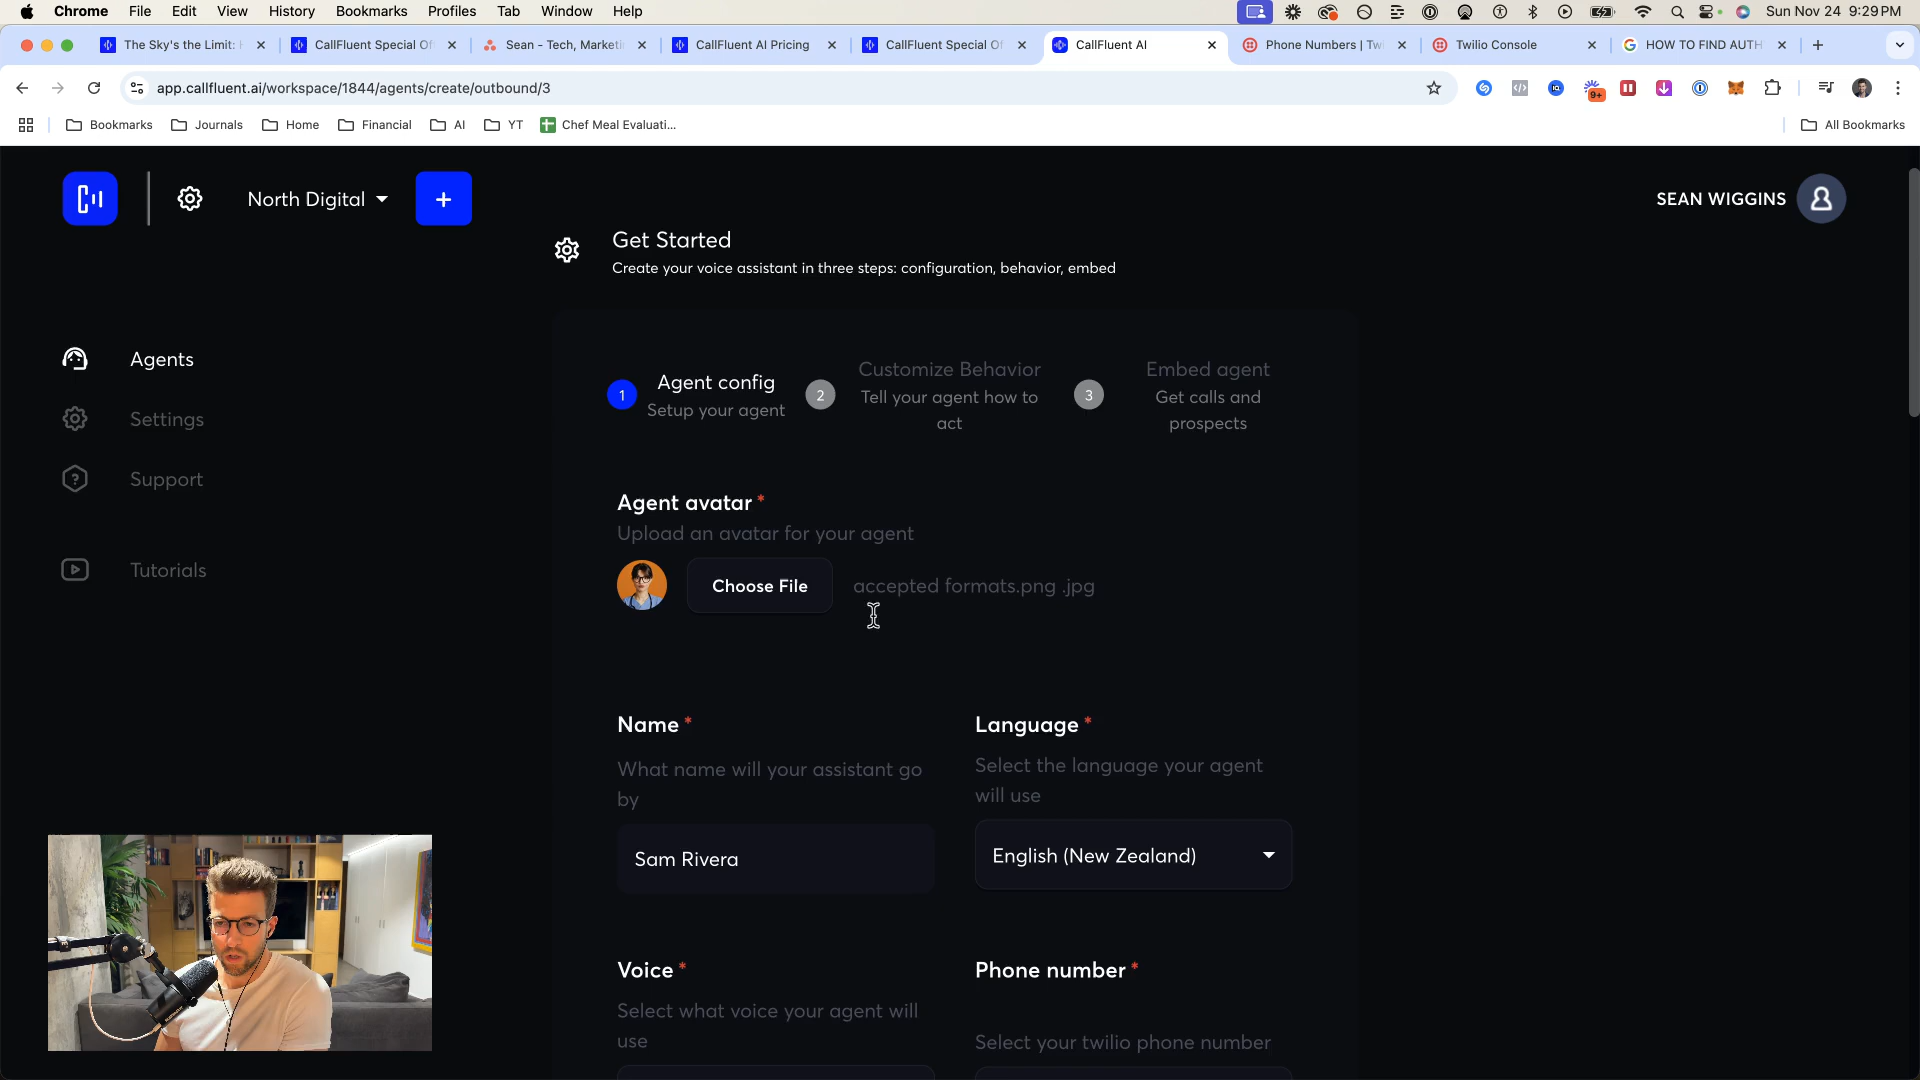 Chrome File Edit View History Bookmarks Profiles Tab Window Help
Sun Nov 24 9:29 PM
The Sky's the Limit:
CallFluent Special Of
Sean - Tech, Marketi
CallFluent AI Pricing
CallFluent Special Of
CallFluent AI
Phone Numbers | Twi
Twilio Console
HOW TO FIND AUTH
app.callfluent.ai/workspace/1844/agents/create/outbound/3
9+
Bookmarks
Journals
Home
Financial
AI
YT
Chef Meal Evaluati...
All Bookmarks
North Digital
+
SEAN WIGGINS
Get Started
Create your voice assistant in three steps: configuration, behavior, embed
Agents
Settings
Support
Tutorials
1
Agent config
Setup your agent
2
Customize Behavior
Tell your agent how to
act
3
Embed agent
Get calls and
prospects
Agent avatar *
Upload an avatar for your agent
Choose File
accepted formats.png .jpg
Name *
What name will your assistant go
by
Sam Rivera
Language *
Select the language your agent
will use
English (New Zealand)
Voice *
Select what voice your agent will
use
Phone number *
Select your twilio phone number